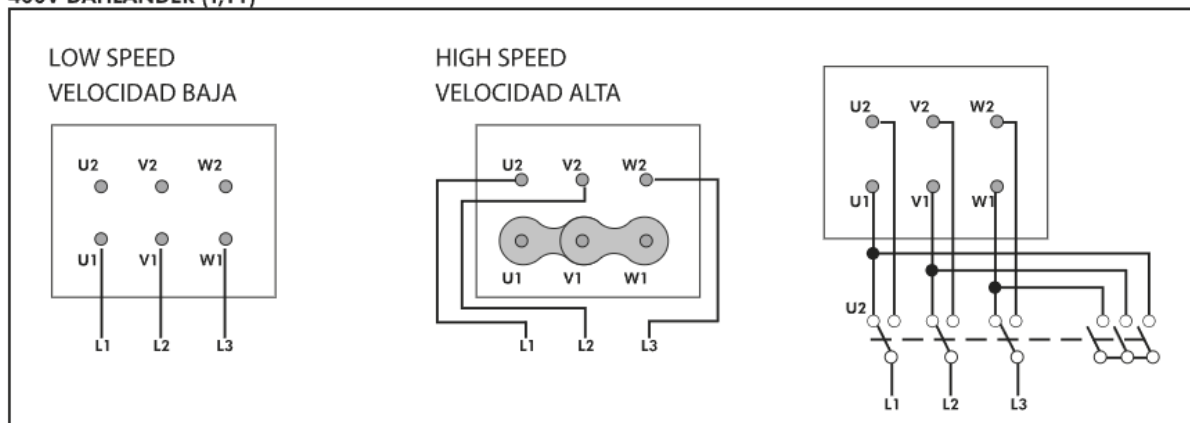 LOW SPEED
VELOCIDAD BAJA
U2 V2 W2
U1 V1 W1
L1 L2 L3
HIGH SPEED
VELOCIDAD ALTA
U2 V2 W2
U1 V1 W1
L1 L2 L3
U2 V2 W2
U1 V1 W1
U2
L1 L2 L3